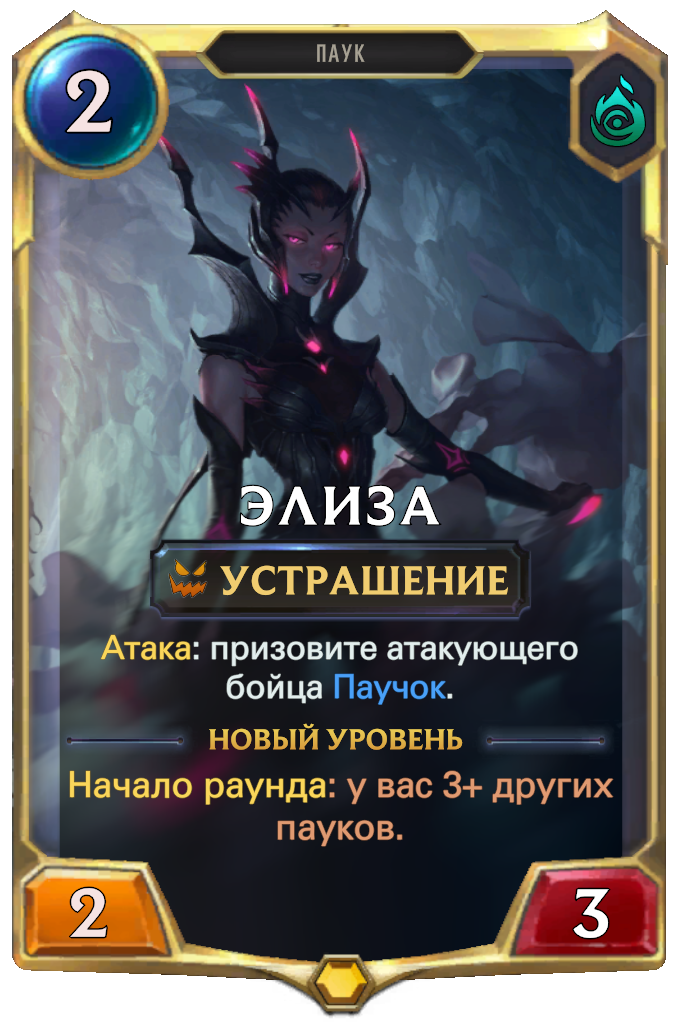 ПАУК
2
ЭЛИЗА
УСТРАШЕНИЕ
Атака: призовите атакующего
бойца Паучок.
НОВЫЙ УРОВЕНЬ
Начало раунда: у вас 3+ других
пауков.
2
3